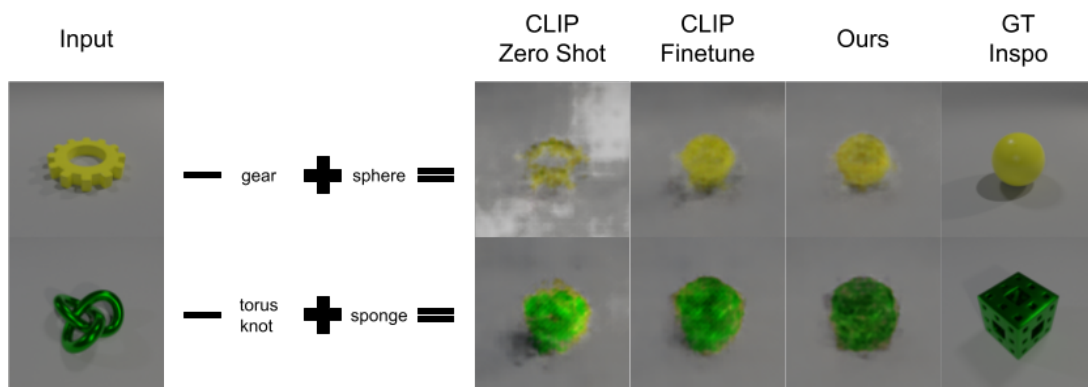 Input
CLIP
Zero Shot
CLIP
Finetune
Ours
GT
Inspo
gear
sphere
torus
knot
sponge